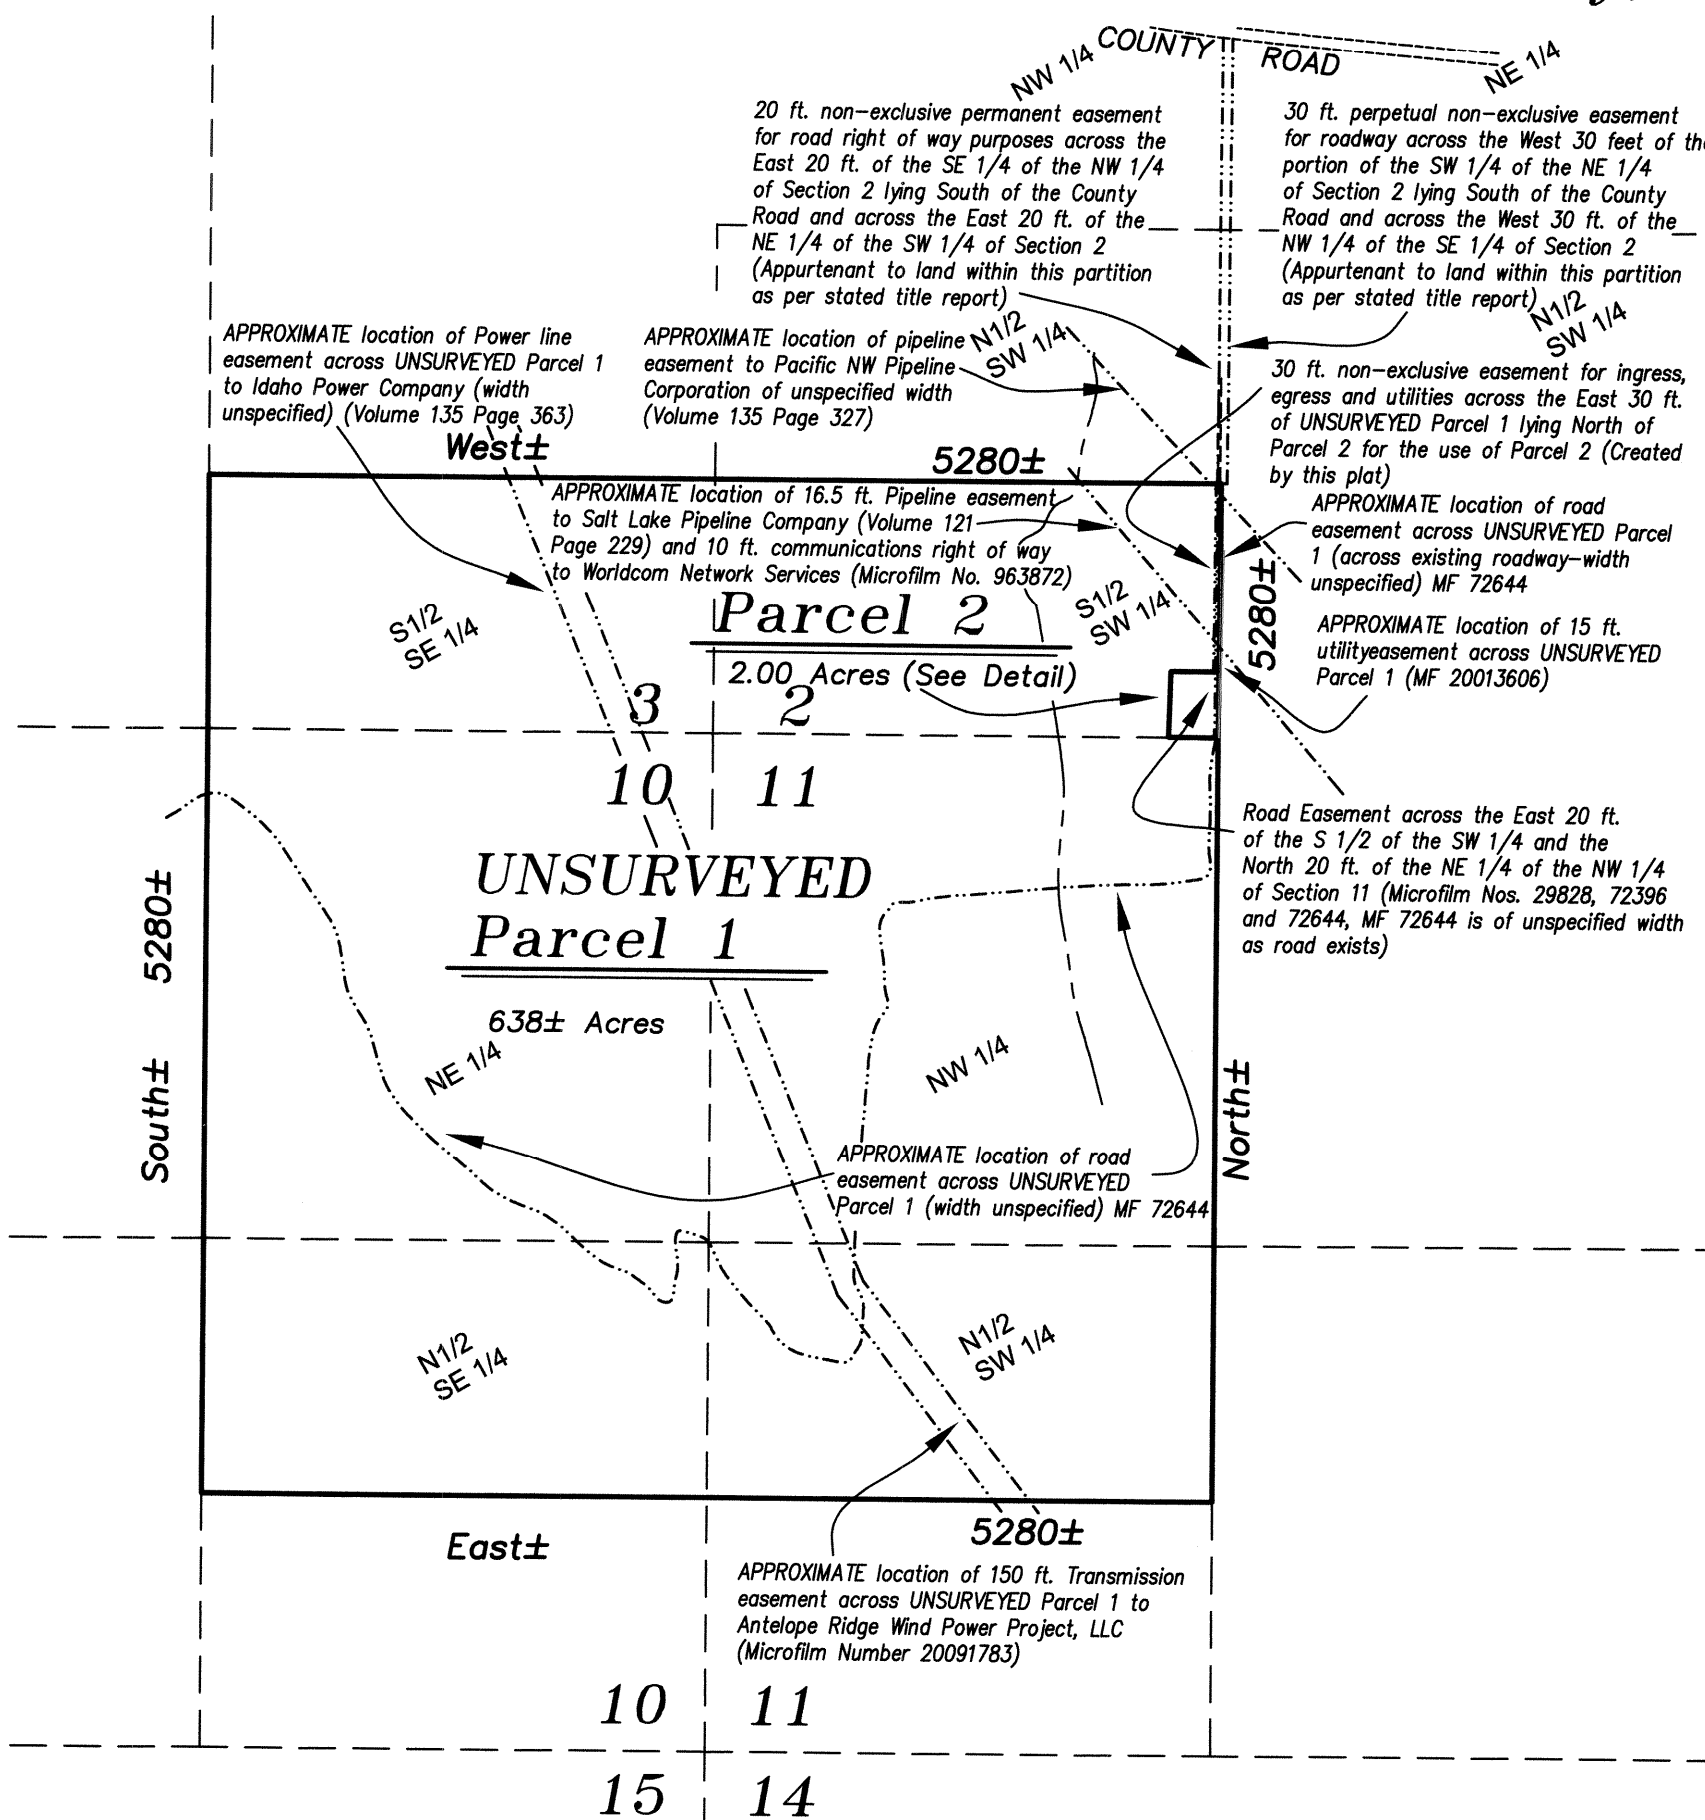 COUNTY ROAD
NW 1/4
NE 1/4
20 ft. non-exclusive permanent easement
for road right of way purposes across the
East 20 ft. of the SE 1/4 of the NW 1/4
of Section 2 lying South of the County
Road and across the East 20 ft. of the
NE 1/4 of the SW 1/4 of Section 2
(Appurtenant to land within this partition
as per stated title report)
30 ft. perpetual non-exclusive easement
for roadway across the West 30 feet of
portion of the SW 1/4 of the NE 1/4
of Section 2 lying South of the County
Road and across the West 30 ft. of the
NW 1/4 of the SE 1/4 of Section 2
(Appurtenant to land within this partition
as per stated title report)
N1/2
SW 1/4
N1/2
SW 1/4
APPROXIMATE location of Power line
easement across UNSURVEYED Parcel 1
to Idaho Power Company (width
unspecified) (Volume 135 Page 363)
APPROXIMATE location of pipeline
easement to Pacific NW Pipeline
Corporation of unspecified width
(Volume 135 Page 327)
30 ft. non-exclusive easement for ingress,
egress and utilities across the East 30 ft.
of UNSURVEYED Parcel 1 lying North of
Parcel 2 for the use of Parcel 2 (Created
by this plat)
West±
5280±
APPROXIMATE location of 16.5 ft. Pipeline easement
to Salt Lake Pipeline Company (Volume 121
Page 229) and 10 ft. communications right of way
to Worldcom Network Services (Microfilm No. 963872)
APPROXIMATE location of road
easement across UNSURVEYED Parcel
1 (across existing roadway-width
unspecified) MF 72644
5280±
S1/2
SE 1/4
Parcel 2
2.00 Acres (See Detail)
S1/2
SW 1/4
APPROXIMATE location of 15 ft.
utilityeasement across UNSURVEYED
Parcel 1 (MF 20013606)
3 2
10 11
Road Easement across the East 20 ft.
of the S 1/2 of the SW 1/4 and the
North 20 ft. of the NE 1/4 of the NW 1/4
of Section 11 (Microfilm Nos. 29828, 72396
and 72644, MF 72644 is of unspecified width
as road exists)
UNSURVEYED
Parcel 1
638± Acres
South± 5280±
NE 1/4
NW 1/4
North±
APPROXIMATE location of road
easement across UNSURVEYED
Parcel 1 (width unspecified) MF 72644
N1/2
SE 1/4
N1/2
SW 1/4
East±
5280±
APPROXIMATE location of 150 ft. Transmission
easement across UNSURVEYED Parcel 1 to
Antelope Ridge Wind Power Project, LLC
(Microfilm Number 20091783)
10 11
15 14